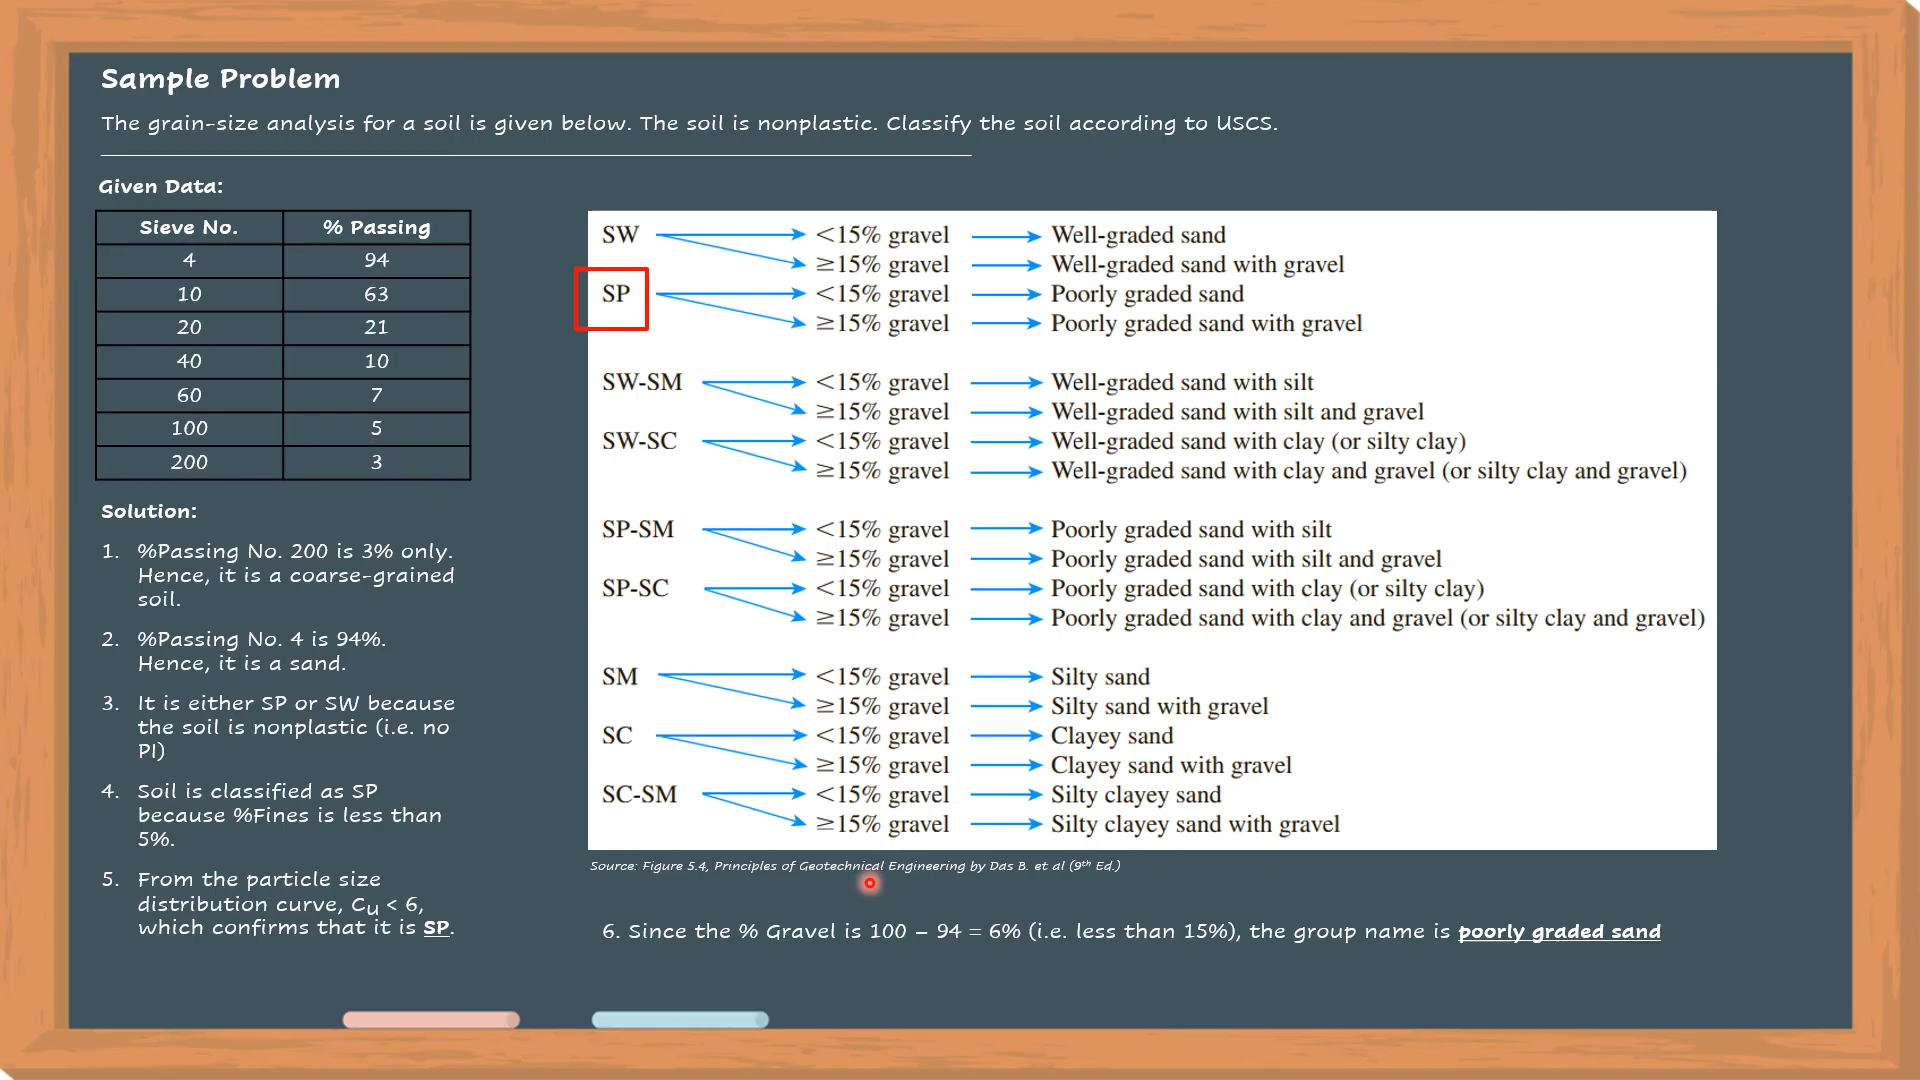 Sample Problem
The grain-size analysis for a soil is given below. The soil is nonplastic. Classify the soil according to USCS.
Given Data:
Sieve No. % Passing
4 94
10 63
20 21
40 10
60 7
100 5
200 3
Solution:
1. %Passing No. 200 is 3% only.
Hence, it is a coarse-grained
soil.
2. %Passing No. 4 is 94%.
Hence, it is a sand.
3. It is either SP or SW because
the soil is nonplastic (i.e. no
PI)
4. Soil is classified as SP
because %Fines is less than
5%.
5. From the particle size
distribution curve, Cu < 6,
which confirms that it is SP.
SW <15% gravel Well-graded sand
≥15% gravel Well-graded sand with gravel
SP <15% gravel Poorly graded sand
≥15% gravel Poorly graded sand with gravel
SW-SM <15% gravel Well-graded sand with silt
≥15% gravel Well-graded sand with silt and gravel
SW-SC <15% gravel Well-graded sand with clay (or silty clay)
≥15% gravel Well-graded sand with clay and gravel (or silty clay and gravel)
SP-SM <15% gravel Poorly graded sand with silt
≥15% gravel Poorly graded sand with silt and gravel
SP-SC <15% gravel Poorly graded sand with clay (or silty clay)
≥15% gravel Poorly graded sand with clay and gravel (or silty clay and gravel)
SM <15% gravel Silty sand
≥15% gravel Silty sand with gravel
SC <15% gravel Clayey sand
≥15% gravel Clayey sand with gravel
SC-SM <15% gravel Silty clayey sand
≥15% gravel Silty clayey sand with gravel
Source: Figure 5.4, Principles of Geotechnical Engineering by Das B. et al (9th Ed.)
6. Since the % Gravel is 100 – 94 = 6% (i.e. less than 15%), the group name is poorly graded sand